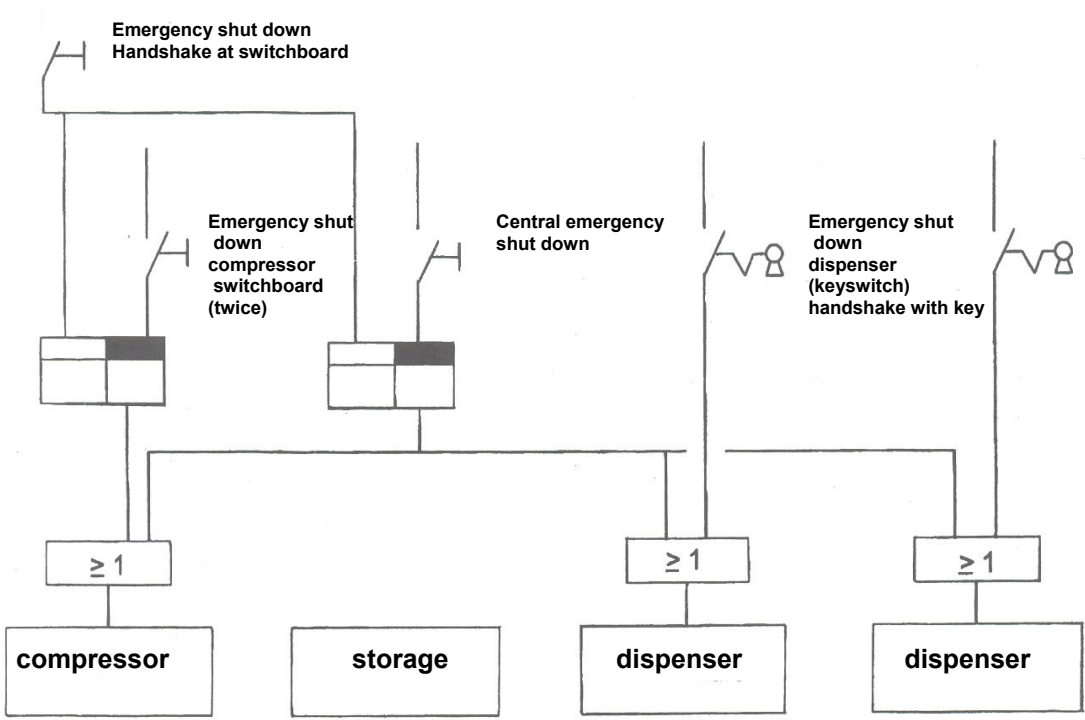 Emergency shut down
Handshake at switchboard
Emergency shut
down
compressor
switchboard
(twice)
Central emergency
shut down
Emergency shut
down
dispenser
(keyswitch)
handshake with key
≥ 1
≥ 1
≥ 1
compressor
storage
dispenser
dispenser